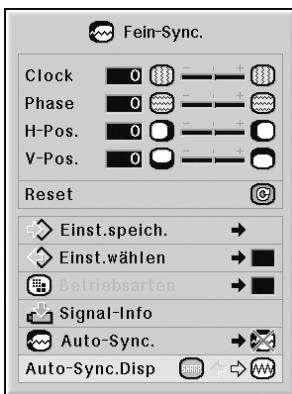 Fein-Sync.
Clock 0
Phase 0
H-Pos. 0
V-Pos. 0
Reset
Einst.speich.
Einst.wählen
Betriebsarten
Signal-Info
Auto-Sync.
Auto-Sync.Disp SHARP